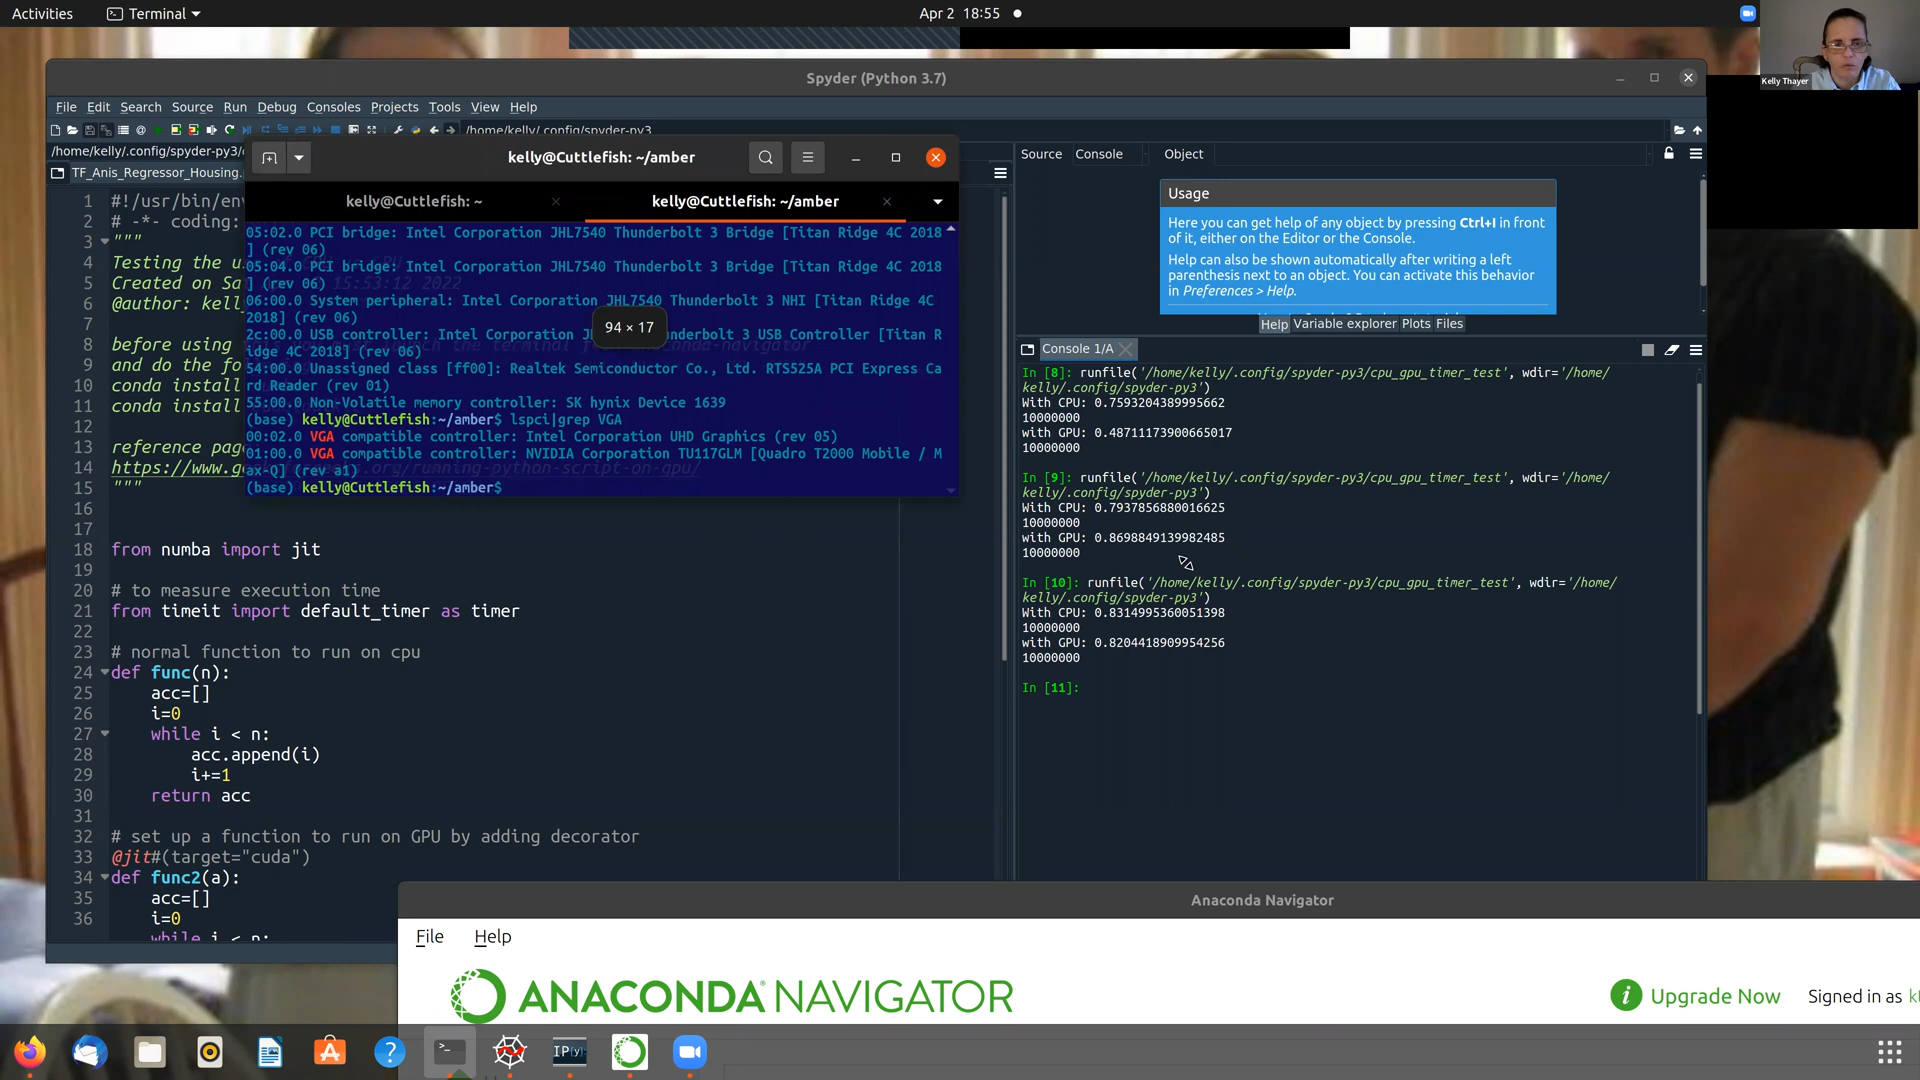 Activities
Terminal
Apr 2 18:55
Kelly Thayer
Spyder (Python 3.7)
File Edit Search Source Run Debug Consoles Projects Tools View Help
/home/kelly/.config/spyder-py3
/home/kelly/.config/spyder-py3/
TF_Anis_Regressor_Housing.
kelly@Cuttlefish: ~/amber
kelly@Cuttlefish: ~
kelly@Cuttlefish: ~/amber
05:02.0 PCI bridge: Intel Corporation JHL7540 Thunderbolt 3 Bridge [Titan Ridge 4C 2018
] (rev 06)
05:04.0 PCI bridge: Intel Corporation JHL7540 Thunderbolt 3 Bridge [Titan Ridge 4C 2018
] (rev 06)
06:00.0 System peripheral: Intel Corporation JHL7540 Thunderbolt 3 NHI [Titan Ridge 4C
2018] (rev 06)
2c:00.0 USB controller: Intel Corporation Thunderbolt 3 USB Controller [Titan R
idge 4C 2018] (rev 06)
54:00.0 Unassigned class [ff00]: Realtek Semiconductor Co., Ltd. RTS525A PCI Express Ca
rd Reader (rev 01)
55:00.0 Non-Volatile memory controller: SK hynix Device 1639
(base) kelly@Cuttlefish:~/amber$ lspci|grep VGA
00:02.0 VGA compatible controller: Intel Corporation UHD Graphics (rev 05)
01:00.0 VGA compatible controller: NVIDIA Corporation TU117GLM [Quadro T2000 Mobile / M
ax-Q] (rev a1)
(base) kelly@Cuttlefish:~/amber$
94 × 17
1 #!/usr/bin/env
2 # -*- coding:
3 """
4 Testing the u
5 Created on Sa 15:53:12 2022
6 @author: kell
7
8 before using
9 and do the fo
10 conda install
11 conda install
12
13 reference pag
14 https://www.ge .org/running-python-script-on-gpu/
15 """
16
17
18 from numba import jit
19
20 # to measure execution time
21 from timeit import default_timer as timer
22
23 # normal function to run on cpu
24 def func(n):
25 acc=[]
26 i=0
27 while i < n:
28 acc.append(i)
29 i+=1
30 return acc
31
32 # set up a function to run on GPU by adding decorator
33 @jit#(target="cuda")
34 def func2(a):
35 acc=[]
36 i=0
while i < n:
Source Console Object
Usage
Here you can get help of any object by pressing Ctrl+I in front
of it, either on the Editor or the Console.
Help can also be shown automatically after writing a left
parenthesis next to an object. You can activate this behavior
in Preferences > Help.
Help Variable explorer Plots Files
Console 1/A
In [8]: runfile('/home/kelly/.config/spyder-py3/cpu_gpu_timer_test', wdir='/home/
kelly/.config/spyder-py3')
With CPU: 0.7593204389995662
10000000
with GPU: 0.48711173900665017
10000000
In [9]: runfile('/home/kelly/.config/spyder-py3/cpu_gpu_timer_test', wdir='/home/
kelly/.config/spyder-py3')
With CPU: 0.7937856880016625
10000000
with GPU: 0.8698849139982485
10000000
In [10]: runfile('/home/kelly/.config/spyder-py3/cpu_gpu_timer_test', wdir='/home/
kelly/.config/spyder-py3')
With CPU: 0.8314995360051398
10000000
with GPU: 0.8204418909954256
10000000
In [11]:
Anaconda Navigator
File Help
ANACONDA NAVIGATOR
Upgrade Now
Signed in as
IP[y]: